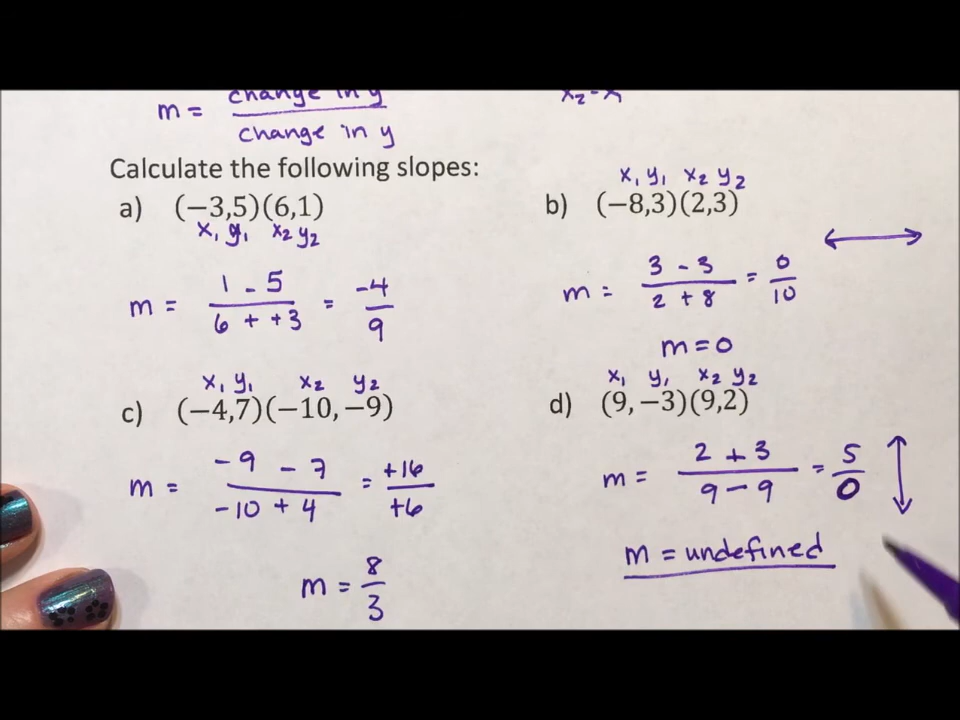 m = change in y / change in y
x₂ - x
Calculate the following slopes:
a) (−3,5)(6,1)
x₁ y₁ x₂ y₂
m = 1 - 5 / 6 + +3 = -4 / 9
x₁ y₁ x₂ y₂
b) (−8,3)(2,3)
m = 3 - 3 / 2 + 8 = 0 / 10
m = 0
x₁ y₁ x₂ y₂
c) (−4,7)(−10, −9)
m = -9 - 7 / -10 + 4 = +16 / +6
m = 8 / 3
x₁ y₁ x₂ y₂
d) (9, −3)(9,2)
m = 2 + 3 / 9 - 9 = 5 / 0
m = undefined